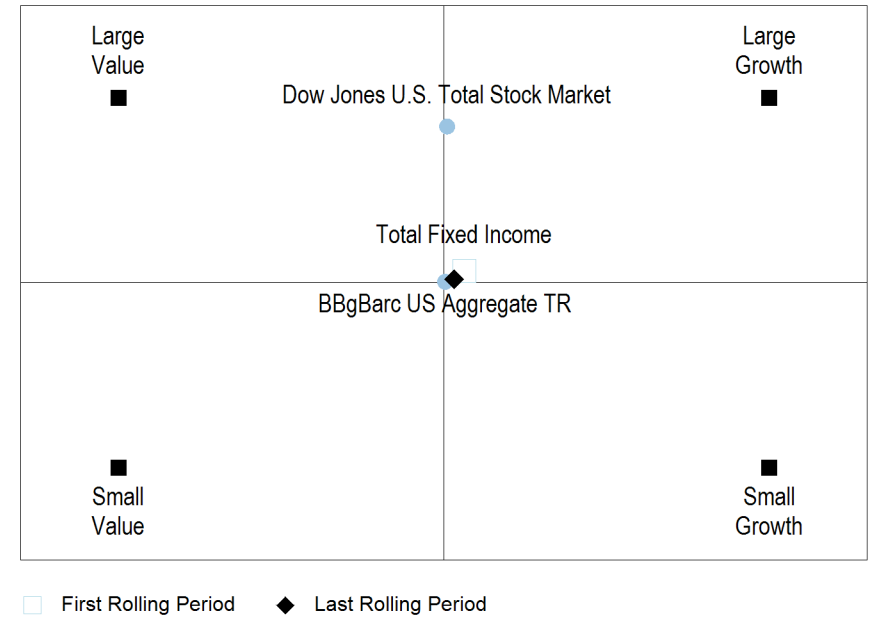 Large
Value
Large
Growth
Dow Jones U.S. Total Stock Market
Total Fixed Income
BBgBarc US Aggregate TR
Small
Value
Small
Growth
First Rolling Period
Last Rolling Period